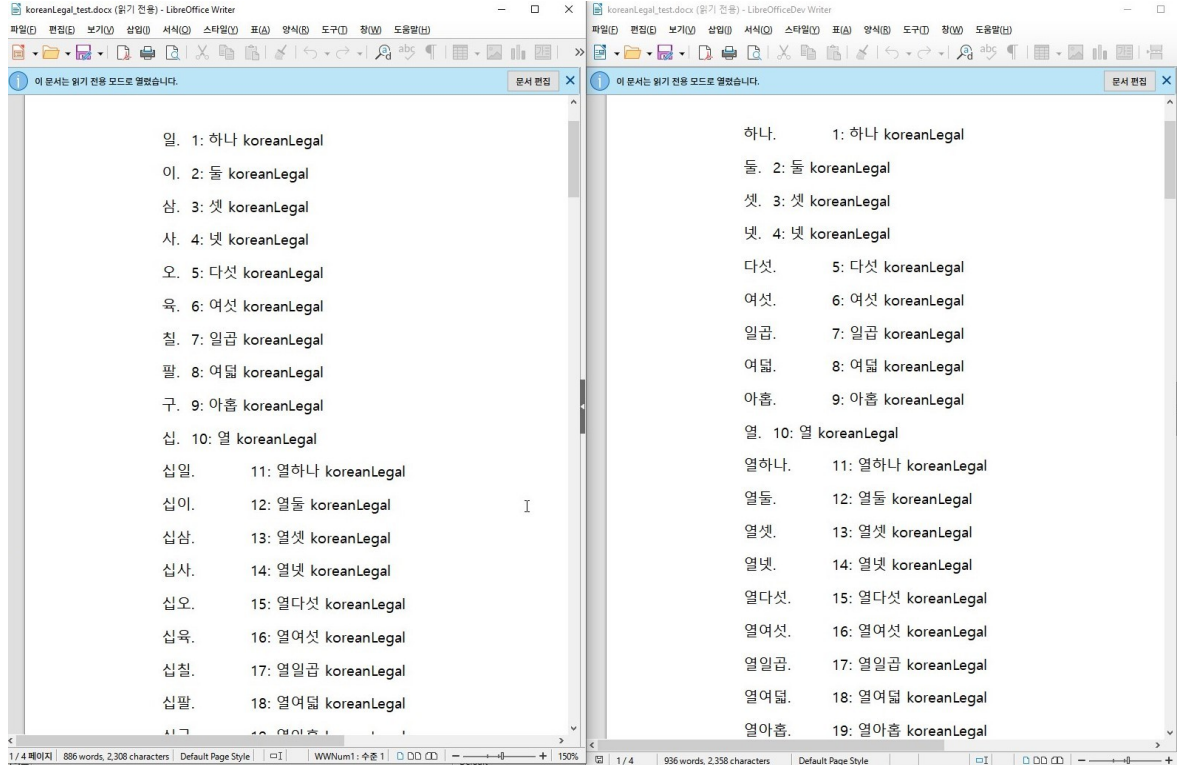 koreanLegal_test.docx (읽기 전용) - LibreOffice Writer
파일(F) 편집(E) 보기(V) 삽입(I) 서식(O) 스타일(Y) 표(A) 양식(R) 도구(T) 창(W) 도움말(H)
이 문서는 읽기 전용 모드로 열렸습니다. 문서 편집
일. 1: 하나 koreanLegal
이. 2: 둘 koreanLegal
삼. 3: 셋 koreanLegal
사. 4: 넷 koreanLegal
오. 5: 다섯 koreanLegal
육. 6: 여섯 koreanLegal
칠. 7: 일곱 koreanLegal
팔. 8: 여덟 koreanLegal
구. 9: 아홉 koreanLegal
십. 10: 열 koreanLegal
십일. 11: 열하나 koreanLegal
십이. 12: 열둘 koreanLegal
십삼. 13: 열셋 koreanLegal
십사. 14: 열넷 koreanLegal
십오. 15: 열다섯 koreanLegal
십육. 16: 열여섯 koreanLegal
십칠. 17: 열일곱 koreanLegal
십팔. 18: 열여덟 koreanLegal
1/4 페이지 886 words, 2,308 characters Default Page Style WWNum1 : 수준 1 150%
koreanLegal_test.docx (읽기 전용) - LibreOfficeDev Writer
파일(F) 편집(E) 보기(V) 삽입(I) 서식(O) 스타일(Y) 표(A) 양식(R) 도구(T) 창(W) 도움말(H)
이 문서는 읽기 전용 모드로 열렸습니다. 문서 편집
하나. 1: 하나 koreanLegal
둘. 2: 둘 koreanLegal
셋. 3: 셋 koreanLegal
넷. 4: 넷 koreanLegal
다섯. 5: 다섯 koreanLegal
여섯. 6: 여섯 koreanLegal
일곱. 7: 일곱 koreanLegal
여덟. 8: 여덟 koreanLegal
아홉. 9: 아홉 koreanLegal
열. 10: 열 koreanLegal
열하나. 11: 열하나 koreanLegal
열둘. 12: 열둘 koreanLegal
열셋. 13: 열셋 koreanLegal
열넷. 14: 열넷 koreanLegal
열다섯. 15: 열다섯 koreanLegal
열여섯. 16: 열여섯 koreanLegal
열일곱. 17: 열일곱 koreanLegal
열여덟. 18: 열여덟 koreanLegal
열아홉. 19: 열아홉 koreanLegal
1/4 936 words, 2,358 characters Default Page Style